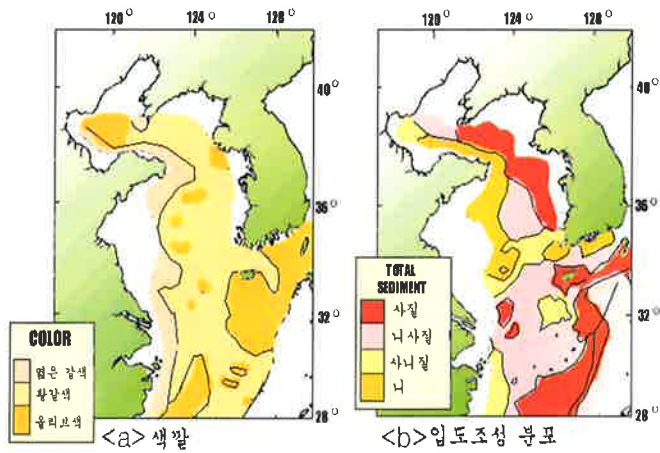 120° 124° 128°
120° 124° 128°
40°
40°
36°
36°
32°
32°
28°
28°
COLOR
엷은 갈색
황갈색
올리브색
TOTAL
SEDIMENT
사질
니사질
사니질
니
<a> 색깔
<b> 입도조성 분포